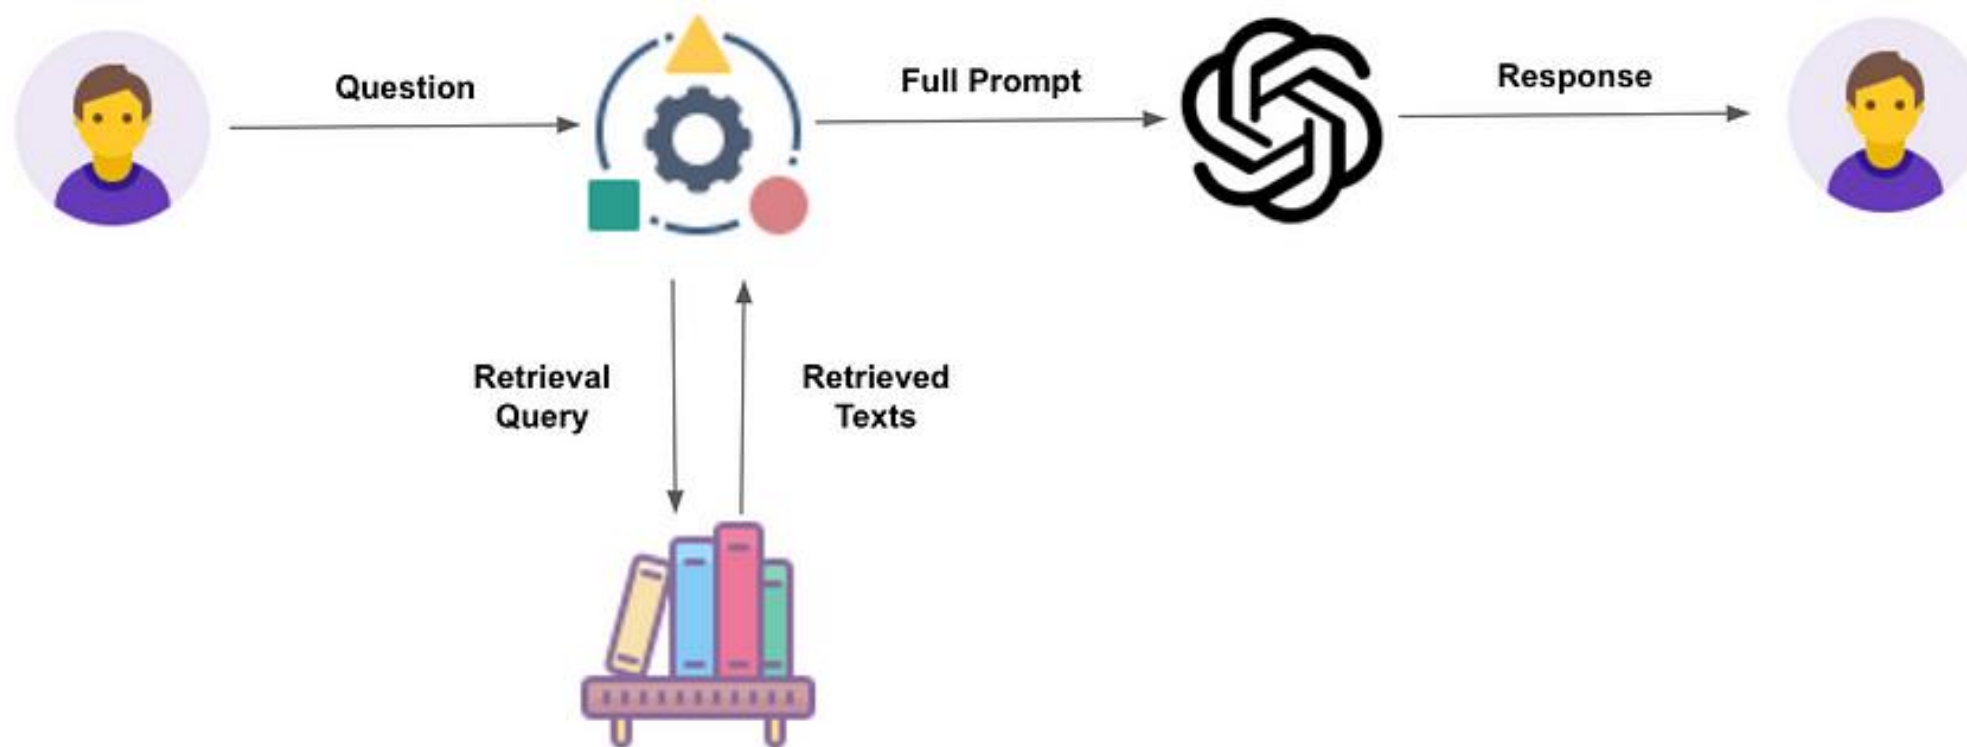 Question
Full Prompt
Response
Retrieval
Query
Retrieved
Texts